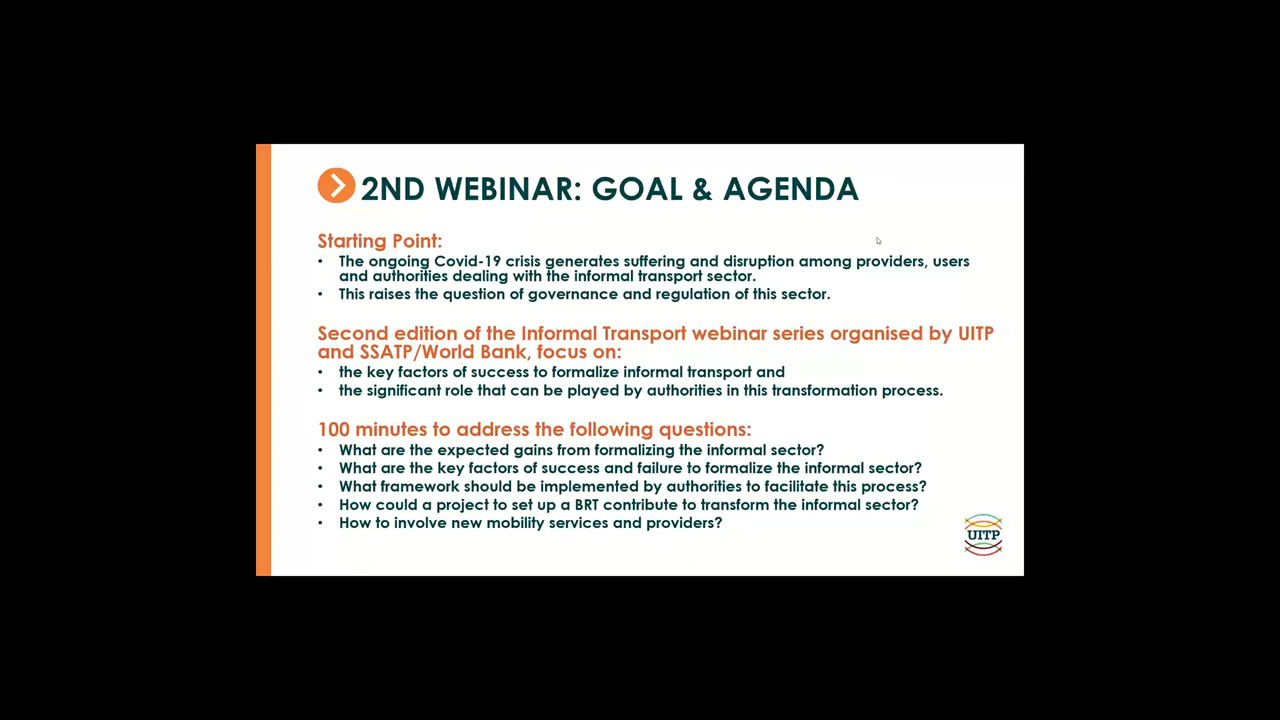 2ND WEBINAR: GOAL & AGENDA
Starting Point:
• The ongoing Covid-19 crisis generates suffering and disruption among providers, users
and authorities dealing with the informal transport sector.
• This raises the question of governance and regulation of this sector.
Second edition of the Informal Transport webinar series organised by UITP
and SSATP/World Bank, focus on:
• the key factors of success to formalize informal transport and
• the significant role that can be played by authorities in this transformation process.
100 minutes to address the following questions:
• What are the expected gains from formalizing the informal sector?
• What are the key factors of success and failure to formalize the informal sector?
• What framework should be implemented by authorities to facilitate this process?
• How could a project to set up a BRT contribute to transform the informal sector?
• How to involve new mobility services and providers?
UITP